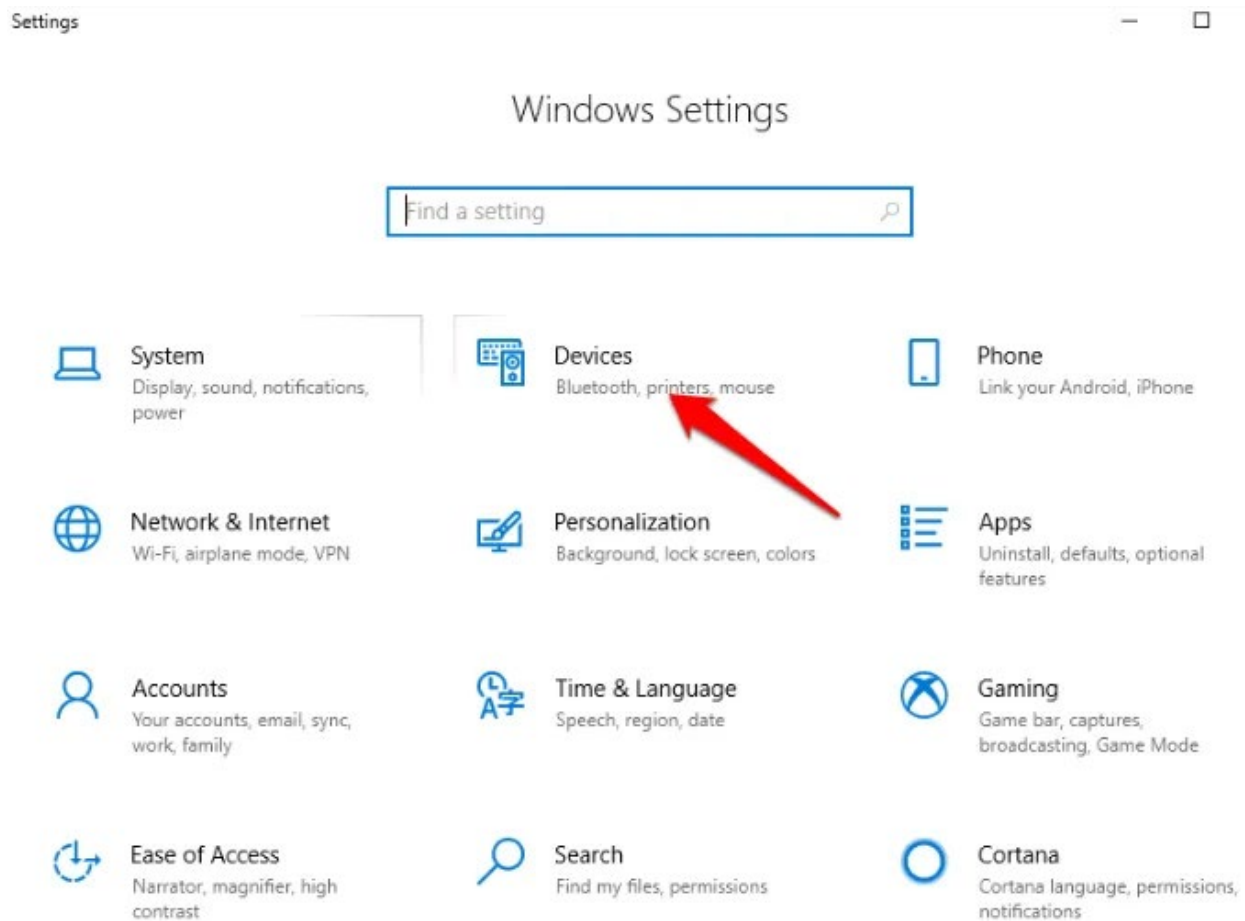 Settings
Windows Settings
Find a setting
System
Display, sound, notifications,
power
Devices
Bluetooth, printers, mouse
Phone
Link your Android, iPhone
Network & Internet
Wi-Fi, airplane mode, VPN
Personalization
Background, lock screen, colors
Apps
Uninstall, defaults, optional
features
Accounts
Your accounts, email, sync,
work, family
Time & Language
Speech, region, date
Gaming
Game bar, captures,
broadcasting, Game Mode
Ease of Access
Narrator, magnifier, high
contrast
Search
Find my files, permissions
Cortana
Cortana language, permissions,
notifications